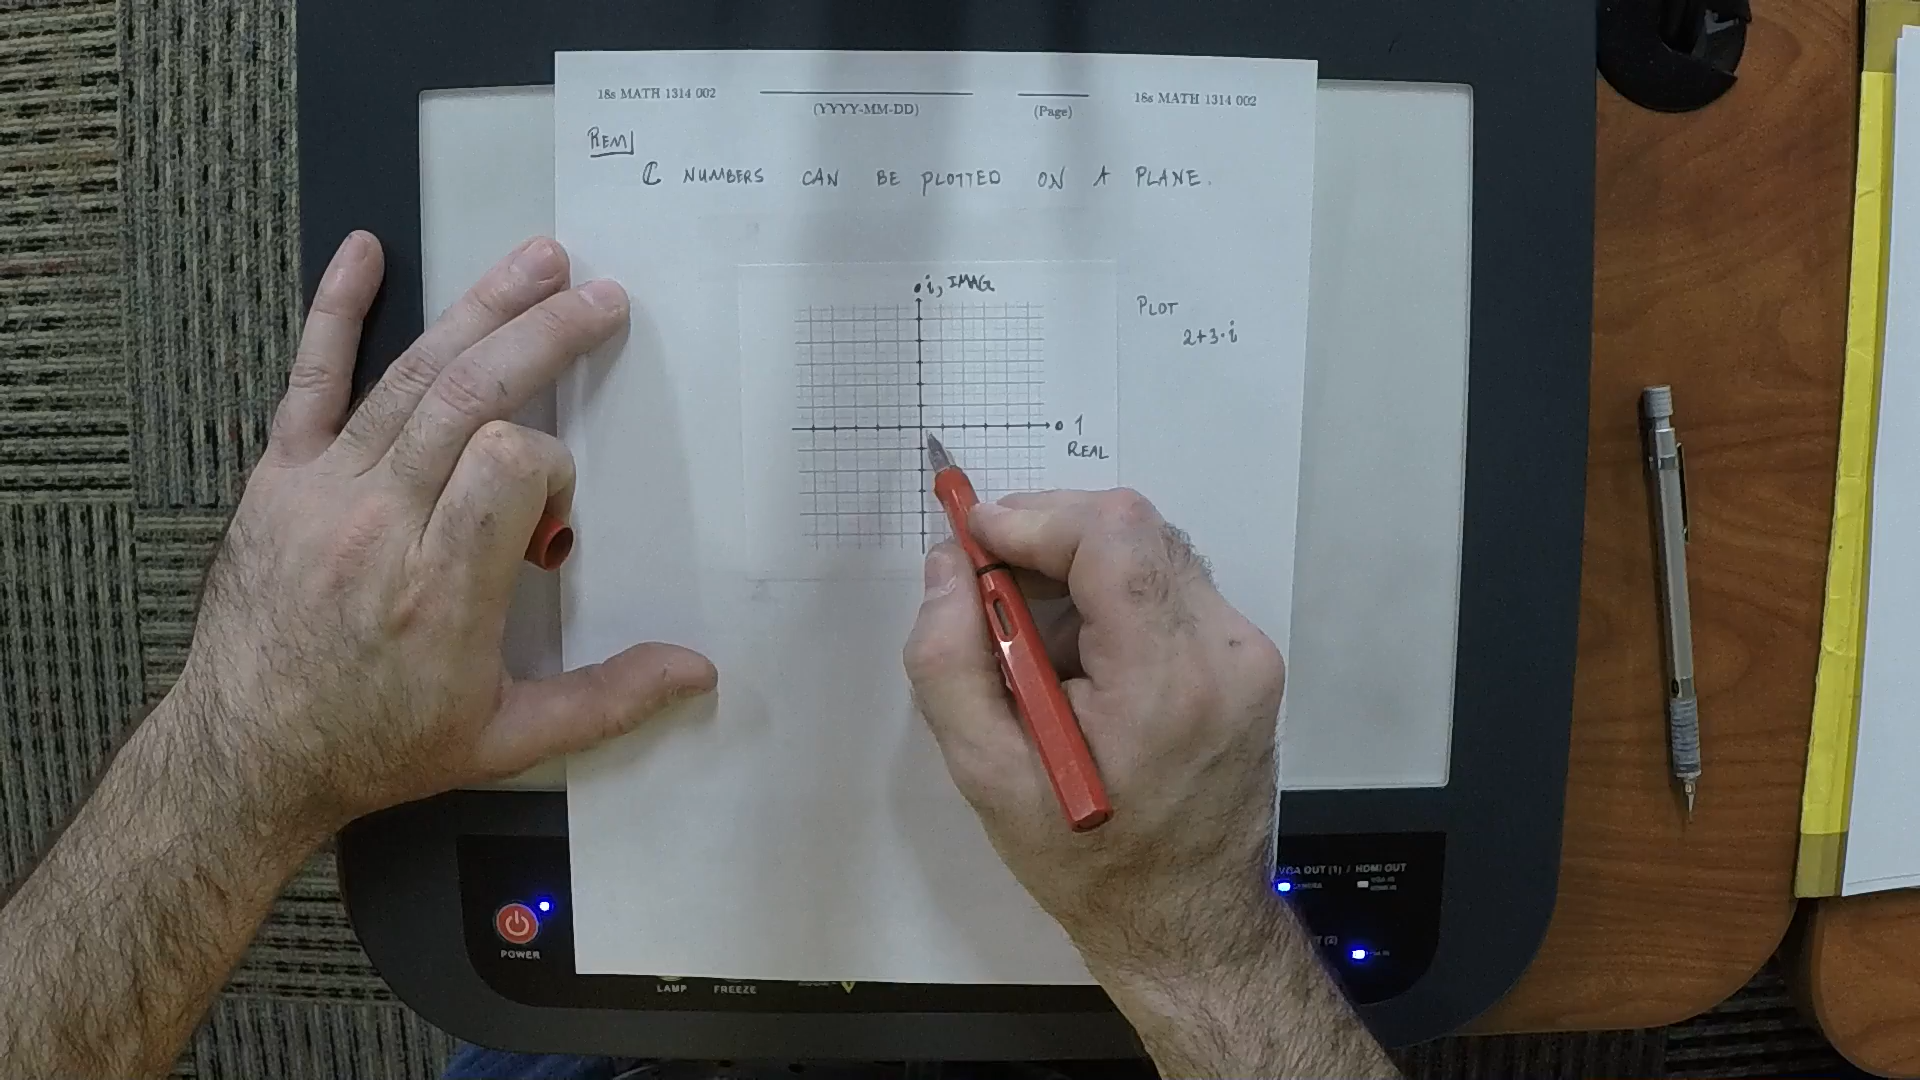 18s MATH 1314 002
(YYYY-MM-DD)
(Page)
18s MATH 1314 002
REM
ℂ NUMBERS CAN BE PLOTTED ON A PLANE.
i, IMAG
PLOT
2+3·i
1
REAL
VGA OUT (1) / HDMI OUT
POWER
LAMP
FREEZE